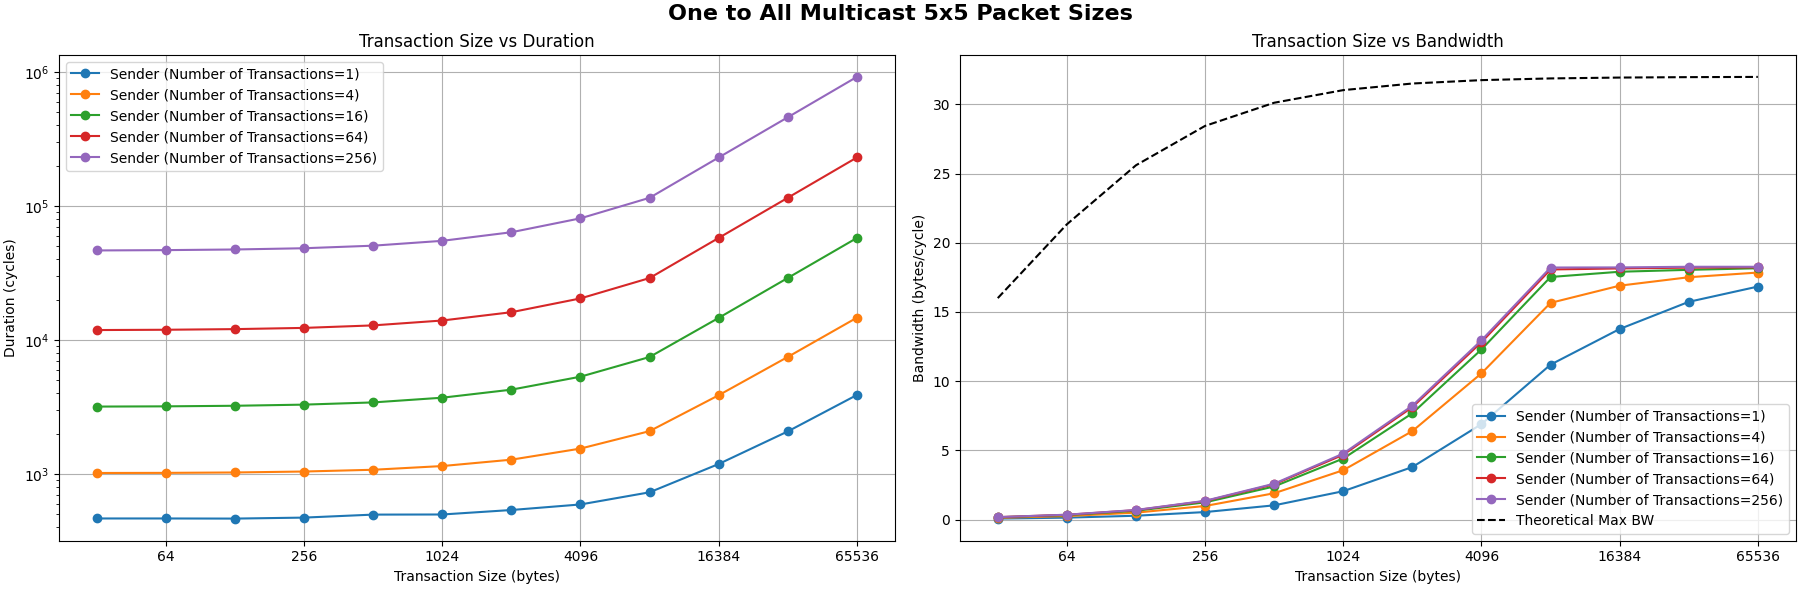 One to All Multicast 5x5 Packet Sizes
Transaction Size vs Duration
Duration (cycles)
10^6
10^5
10^4
10^3
Sender (Number of Transactions=1)
Sender (Number of Transactions=4)
Sender (Number of Transactions=16)
Sender (Number of Transactions=64)
Sender (Number of Transactions=256)
64 256 1024 4096 16384 65536
Transaction Size (bytes)
Transaction Size vs Bandwidth
Bandwidth (bytes/cycle)
30
25
20
15
10
5
0
Sender (Number of Transactions=1)
Sender (Number of Transactions=4)
Sender (Number of Transactions=16)
Sender (Number of Transactions=64)
Sender (Number of Transactions=256)
Theoretical Max BW
64 256 1024 4096 16384 65536
Transaction Size (bytes)